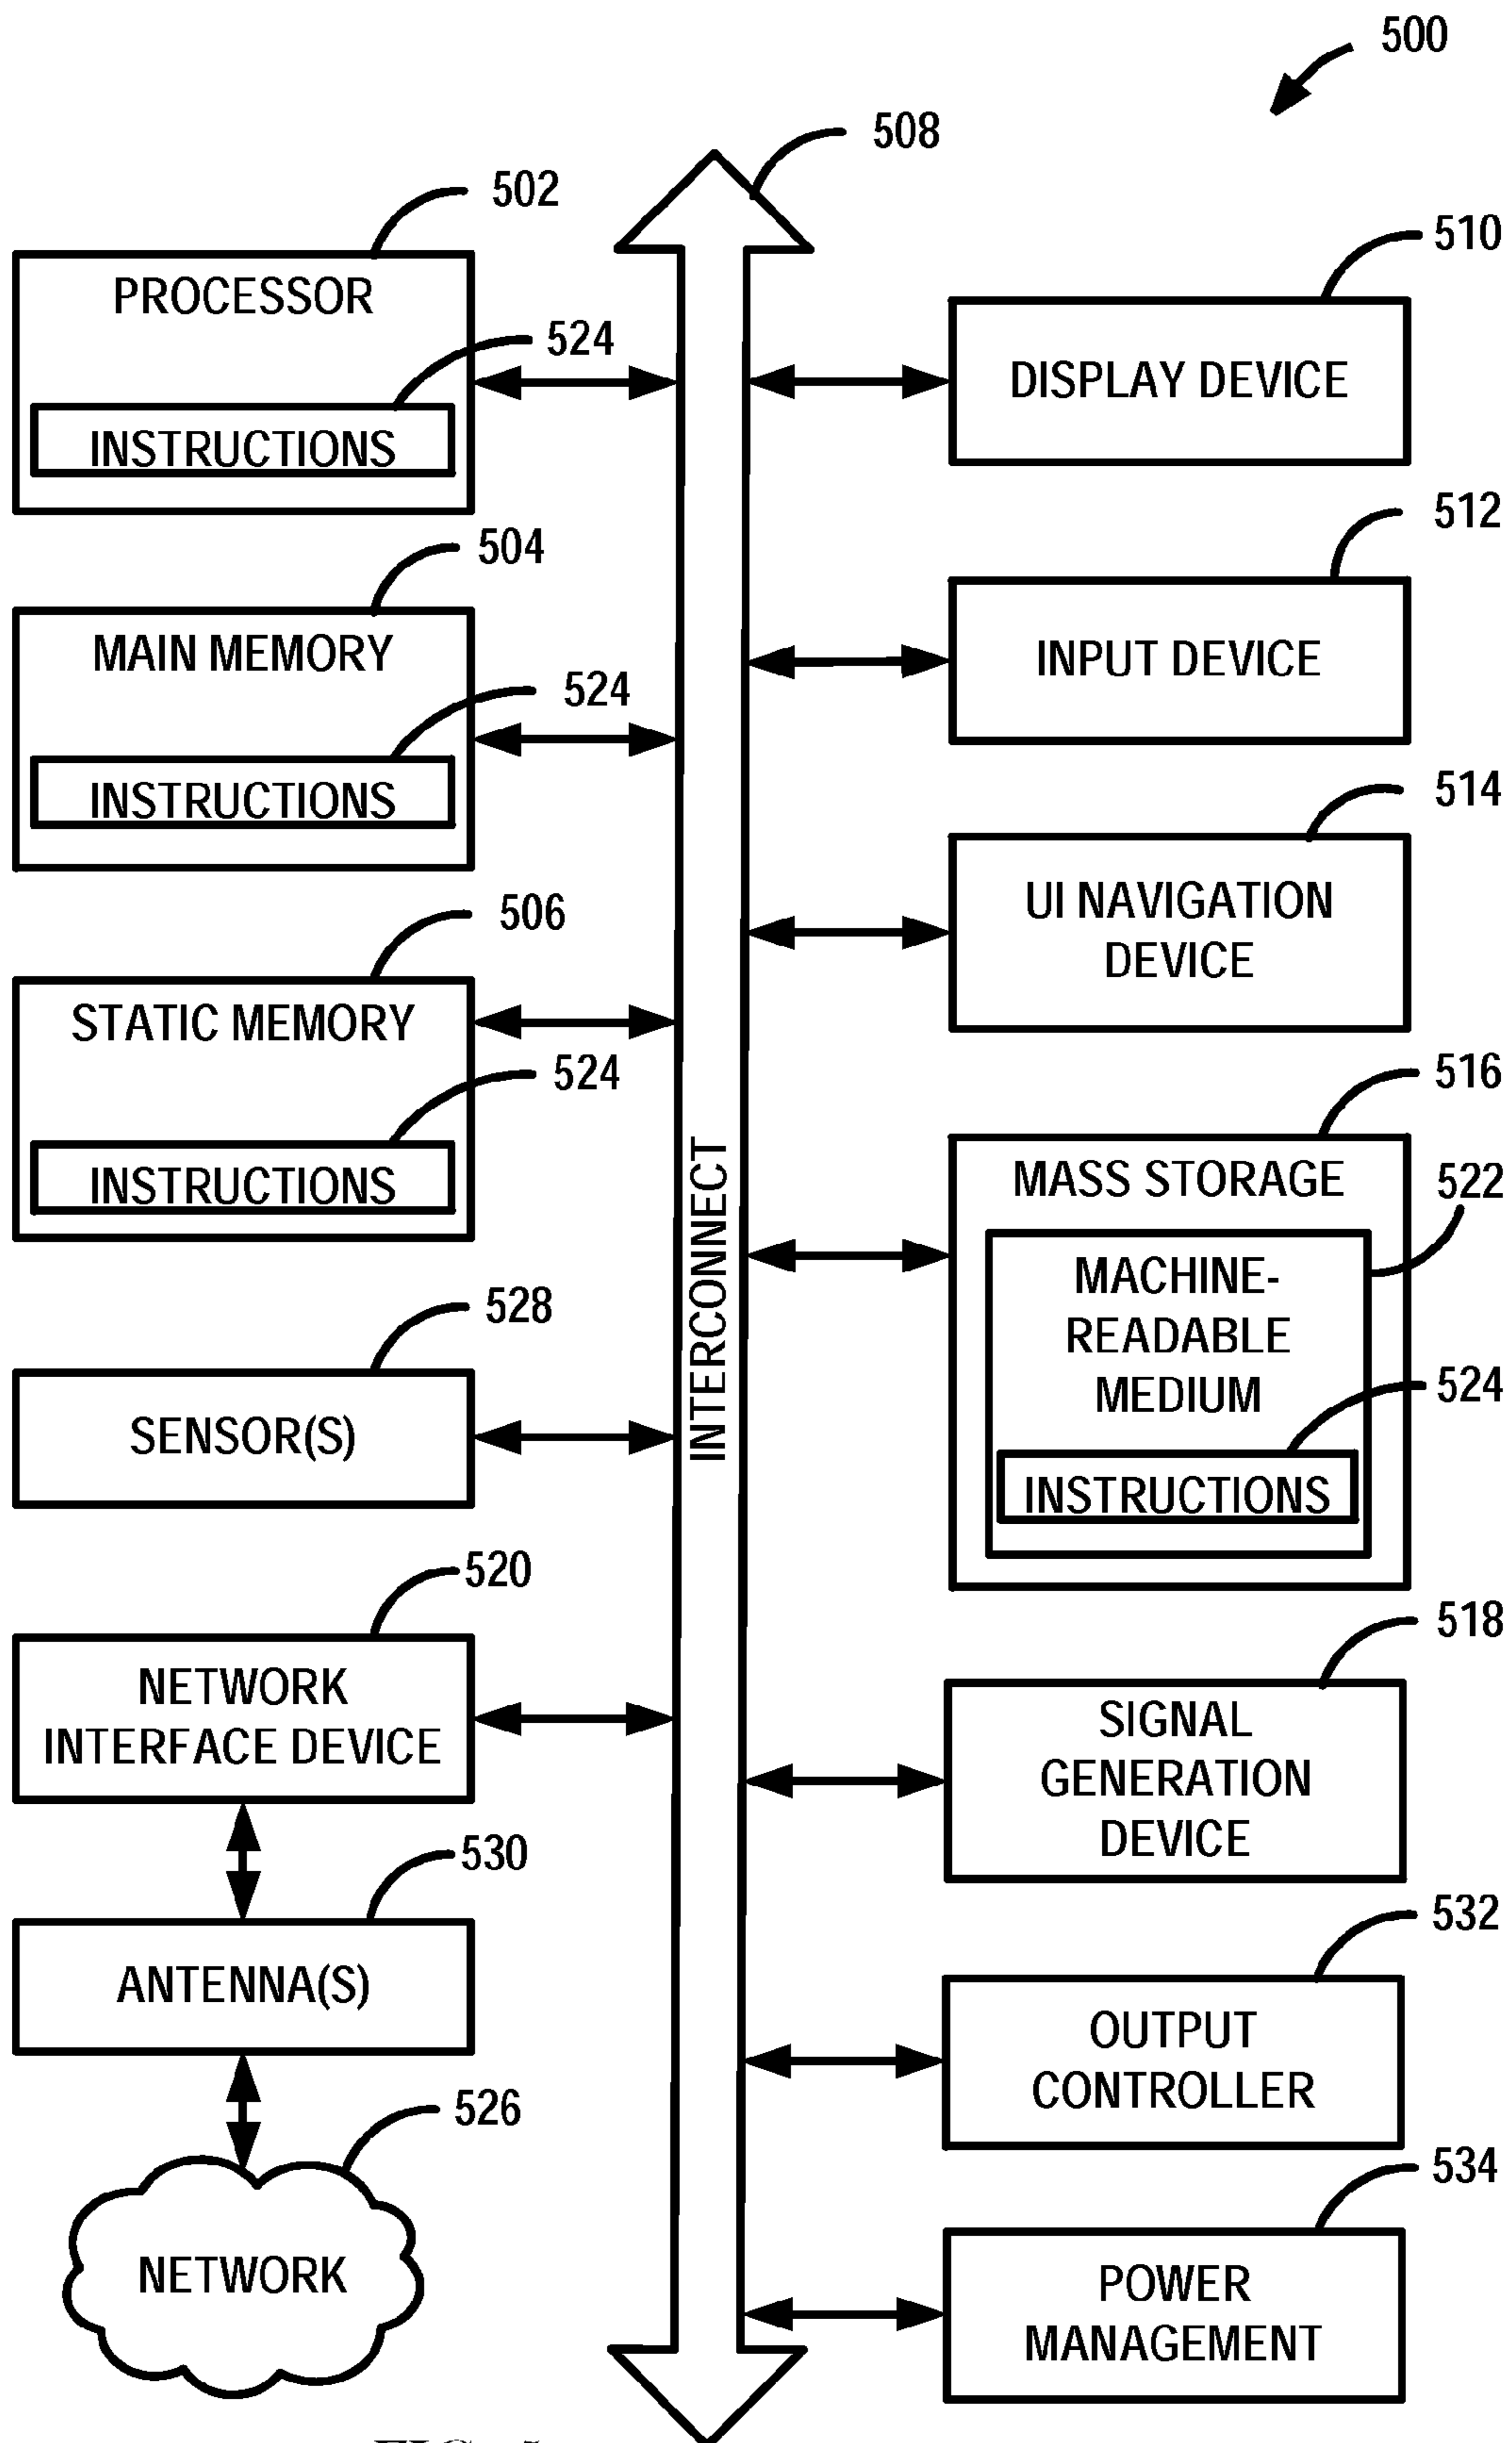 500
508
502
PROCESSOR
524
INSTRUCTIONS
504
MAIN MEMORY
524
INSTRUCTIONS
506
STATIC MEMORY
524
INSTRUCTIONS
528
SENSOR(S)
520
NETWORK
INTERFACE DEVICE
530
ANTENNA(S)
526
NETWORK
INTERCONNECT
510
DISPLAY DEVICE
512
INPUT DEVICE
514
UI NAVIGATION
DEVICE
516
MASS STORAGE
522
MACHINE-
READABLE
MEDIUM
524
INSTRUCTIONS
518
SIGNAL
GENERATION
DEVICE
532
OUTPUT
CONTROLLER
534
POWER
MANAGEMENT